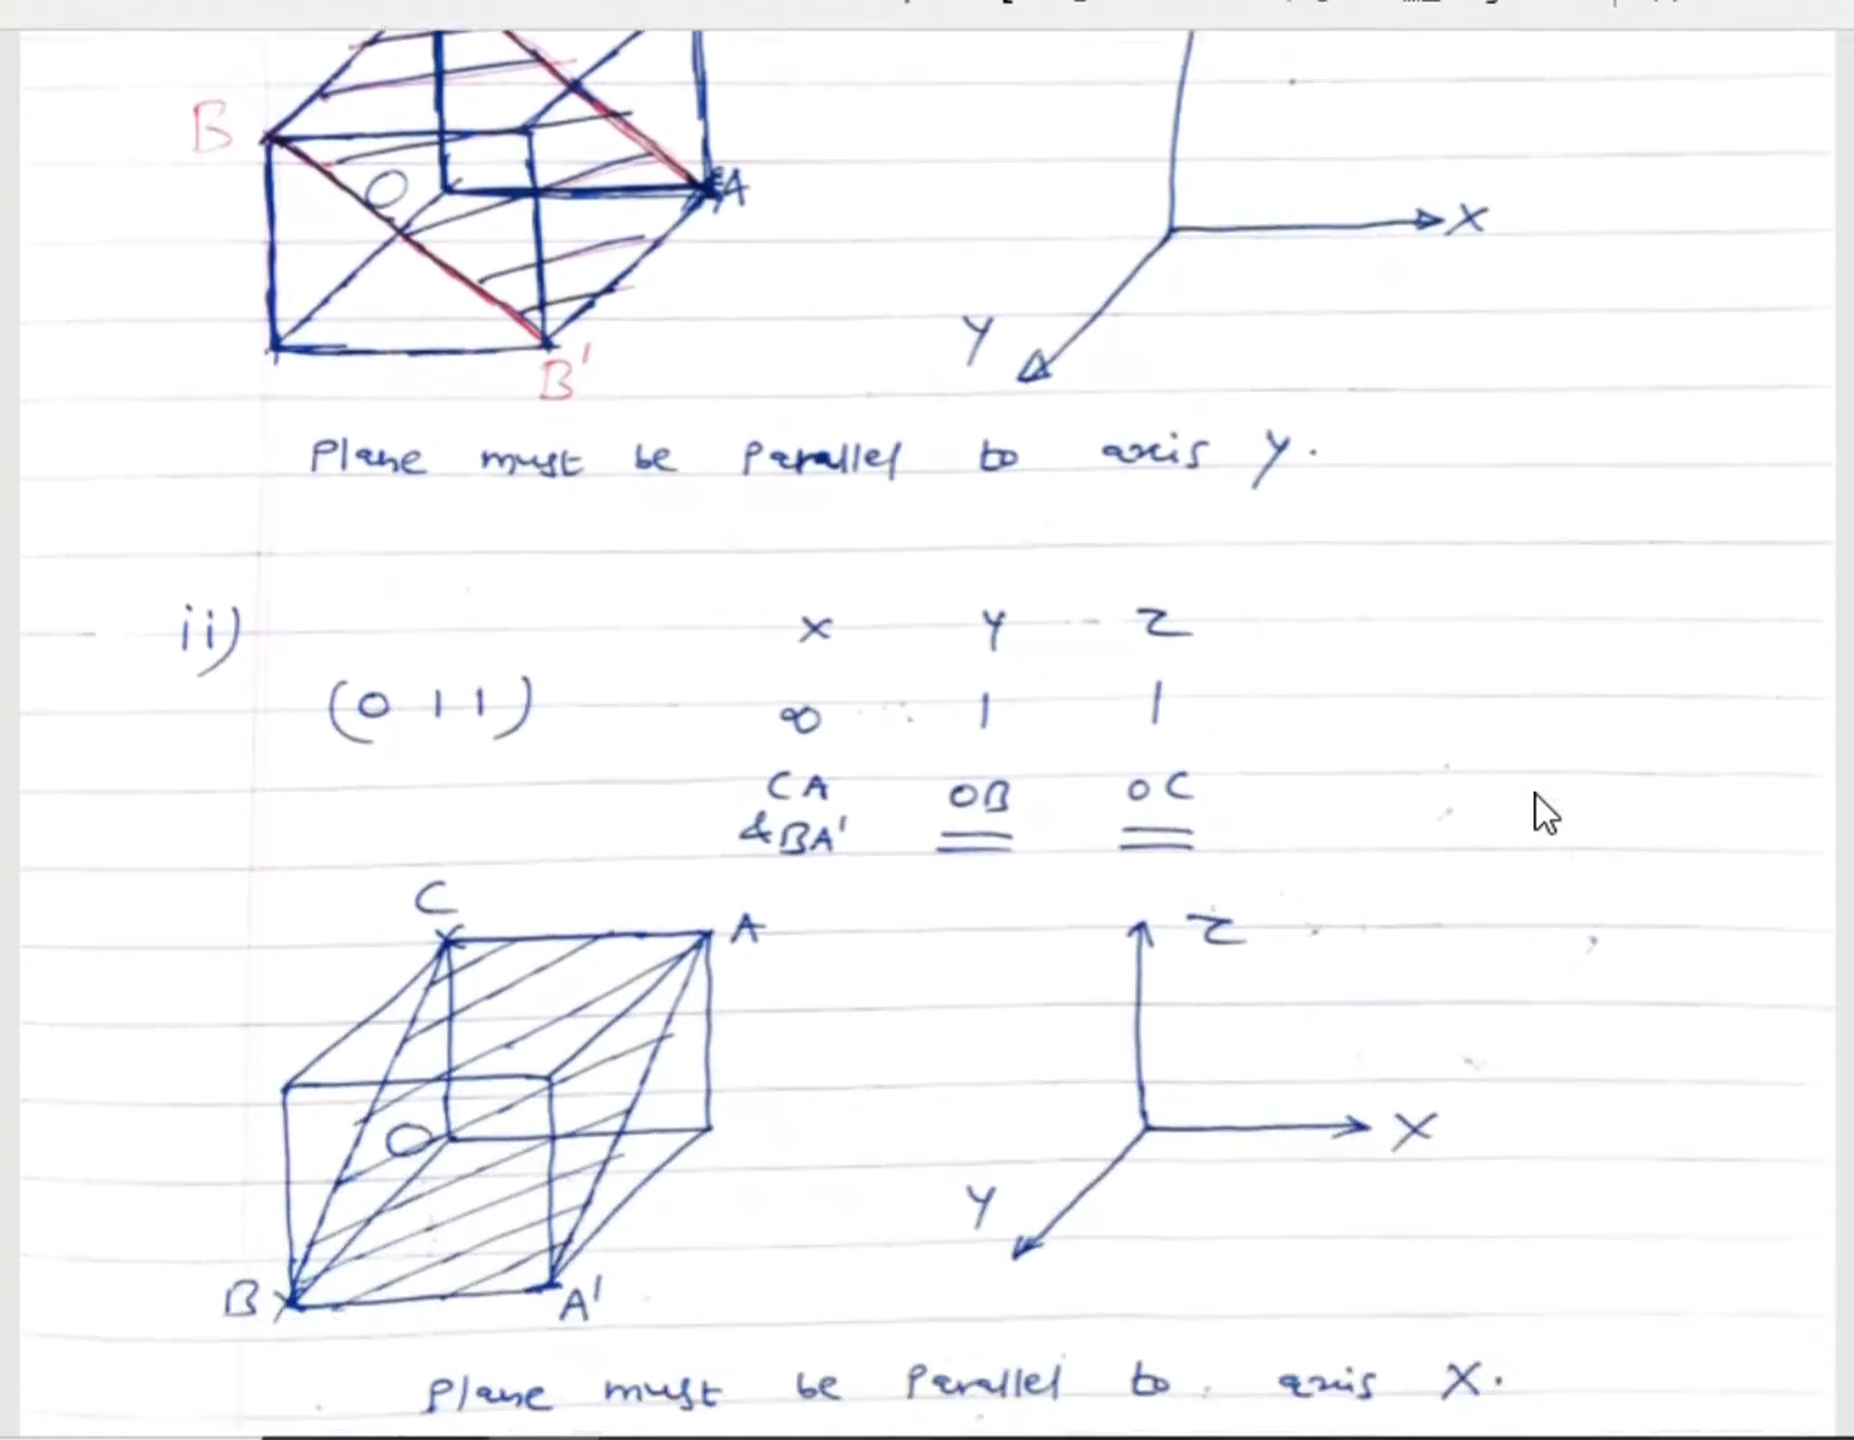 B
O
A
X
Y
B'
Plane must be Parallel to axis y.
ii) X Y Z
(0 1 1) ∞ 1 1
CA OB OC
& BA'
C
A
Z
O
X
Y
B
A'
Plane must be Parallel to axis X.